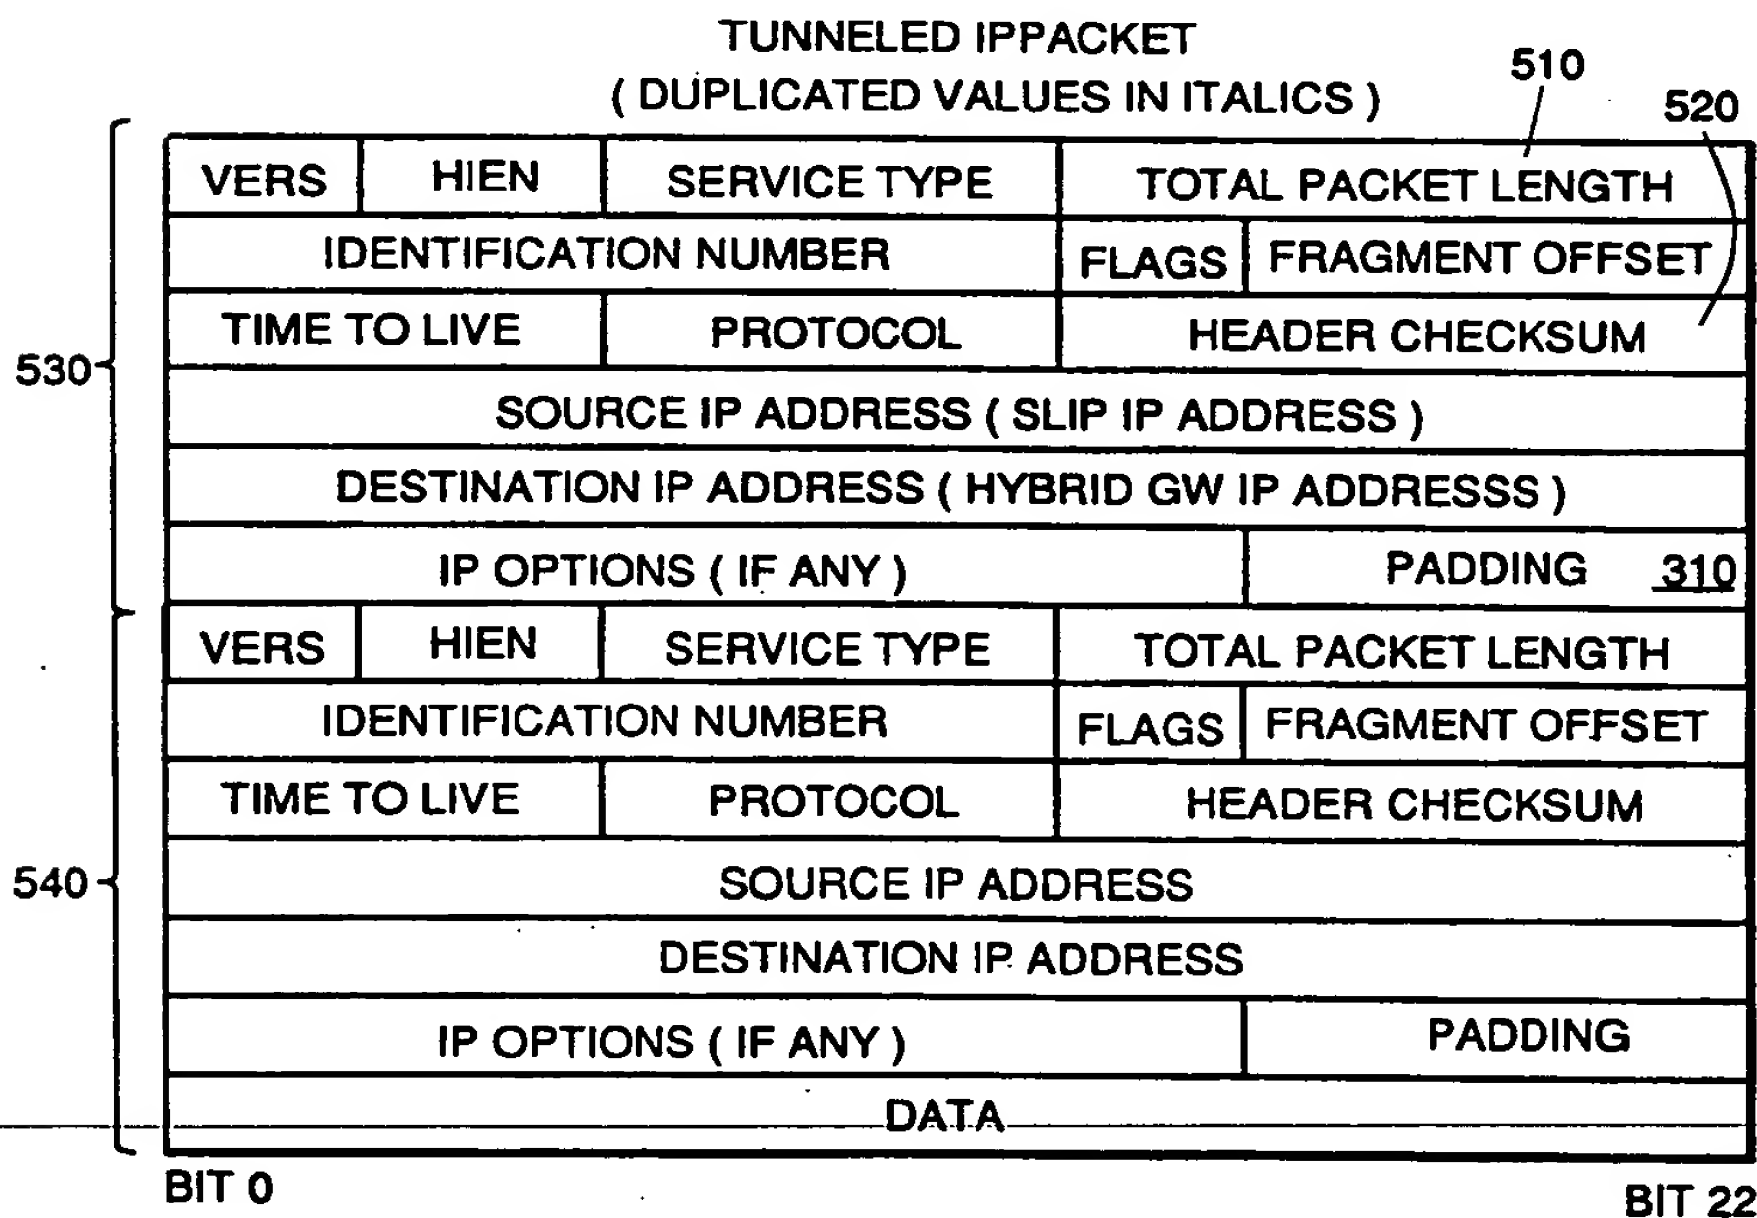 TUNNELED IPPACKET
( DUPLICATED VALUES IN ITALICS )
510
520
VERS HIEN SERVICE TYPE TOTAL PACKET LENGTH
IDENTIFICATION NUMBER FLAGS FRAGMENT OFFSET
TIME TO LIVE PROTOCOL HEADER CHECKSUM
530
SOURCE IP ADDRESS ( SLIP IP ADDRESS )
DESTINATION IP ADDRESS ( HYBRID GW IP ADDRESSS )
IP OPTIONS ( IF ANY ) PADDING 310
VERS HIEN SERVICE TYPE TOTAL PACKET LENGTH
IDENTIFICATION NUMBER FLAGS FRAGMENT OFFSET
TIME TO LIVE PROTOCOL HEADER CHECKSUM
540
SOURCE IP ADDRESS
DESTINATION IP ADDRESS
IP OPTIONS ( IF ANY ) PADDING
DATA
BIT 0
BIT 22